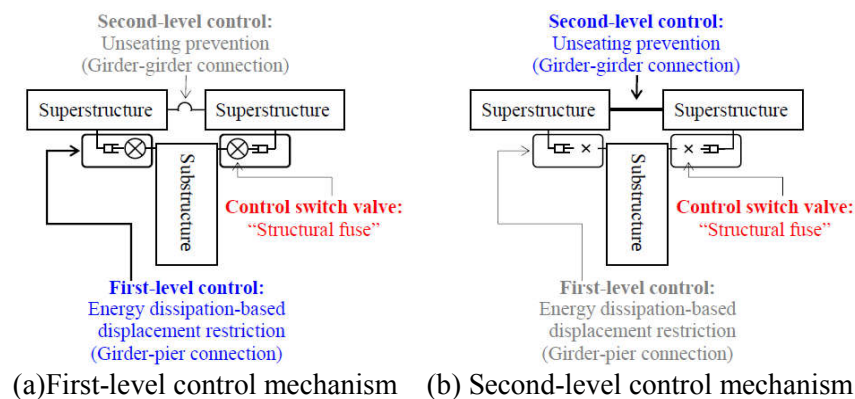 Second-level control:
Unseating prevention
(Girder-girder connection)
Superstructure
Superstructure
Substructure
Control switch valve:
“Structural fuse”
First-level control:
Energy dissipation-based
displacement restriction
(Girder-pier connection)
(a)First-level control mechanism
Second-level control:
Unseating prevention
(Girder-girder connection)
Superstructure
Superstructure
Substructure
Control switch valve:
“Structural fuse”
First-level control:
Energy dissipation-based
displacement restriction
(Girder-pier connection)
(b) Second-level control mechanism